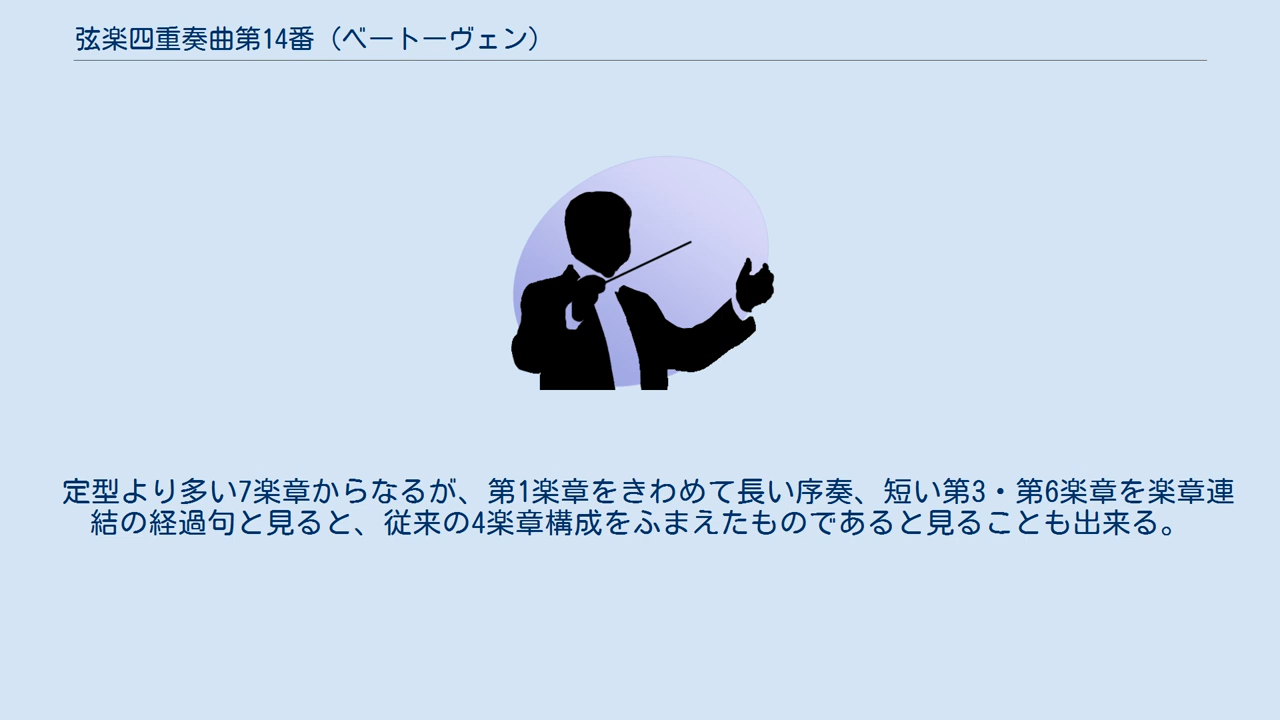 弦楽四重奏曲第14番（ベートーヴェン）
定型より多い7楽章からなるが、第1楽章をきわめて長い序奏、短い第3・第6楽章を楽章連
結の経過句と見ると、従来の4楽章構成をふまえたものであると見ることも出来る。